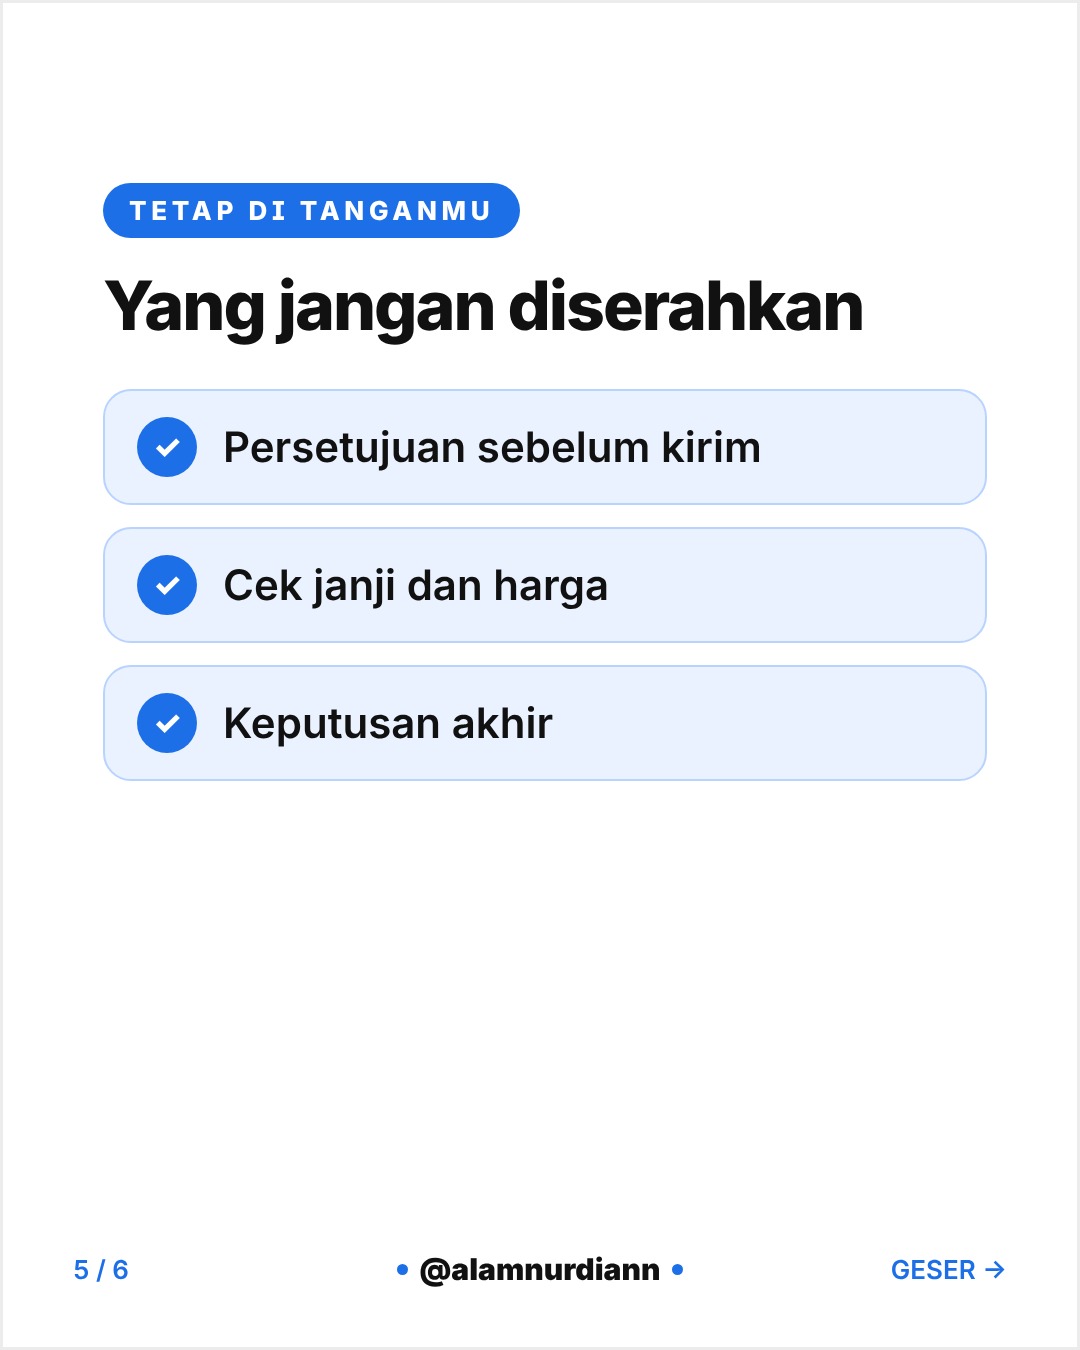 TETAP DI TANGANMU
Yang jangan diserahkan
Persetujuan sebelum kirim
Cek janji dan harga
Keputusan akhir
5 / 6
• @alamnurdiann •
GESER →